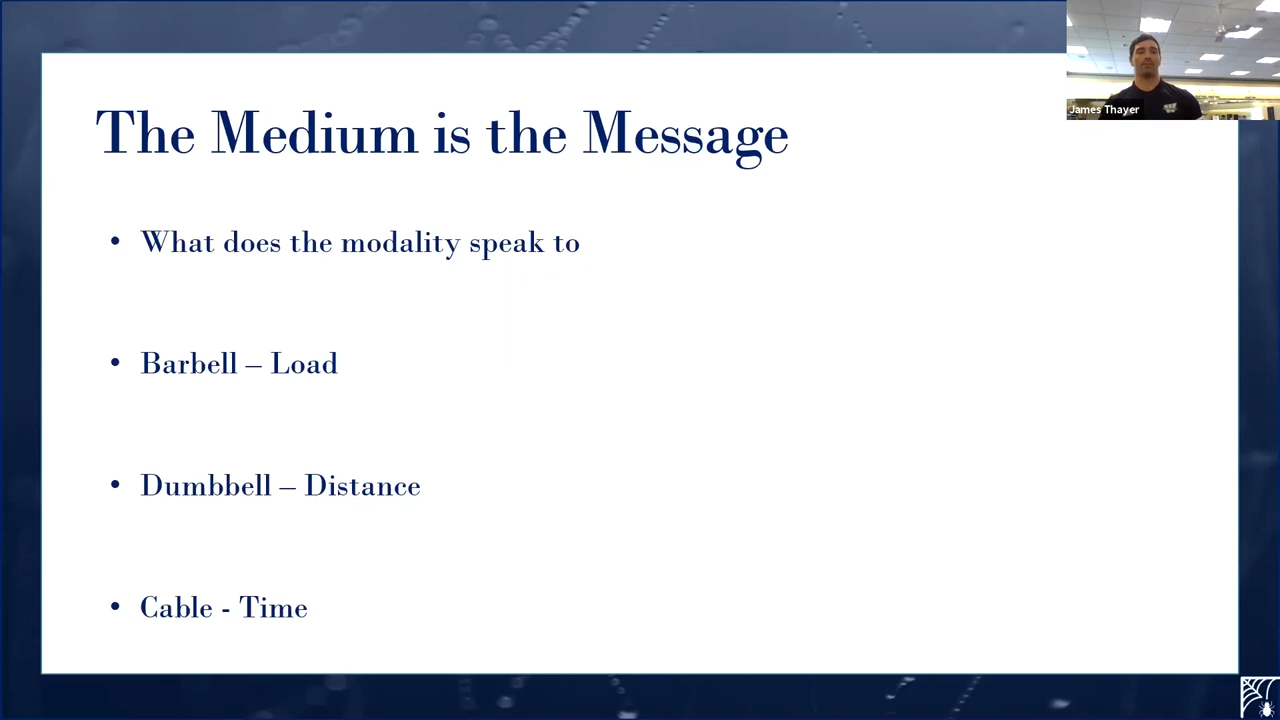 The Medium is the Message
James Thayer
• What does the modality speak to
• Barbell – Load
• Dumbbell – Distance
• Cable - Time